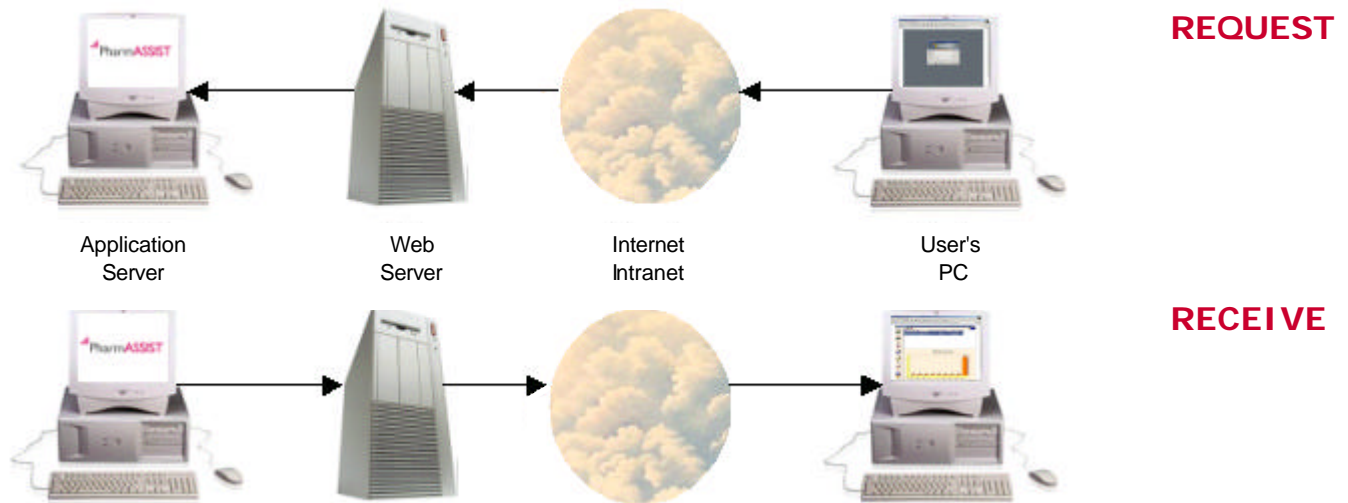 REQUEST
PharmASSIST
Application Web Internet User's
Server Server Intranet PC
RECEIVE
PharmASSIST